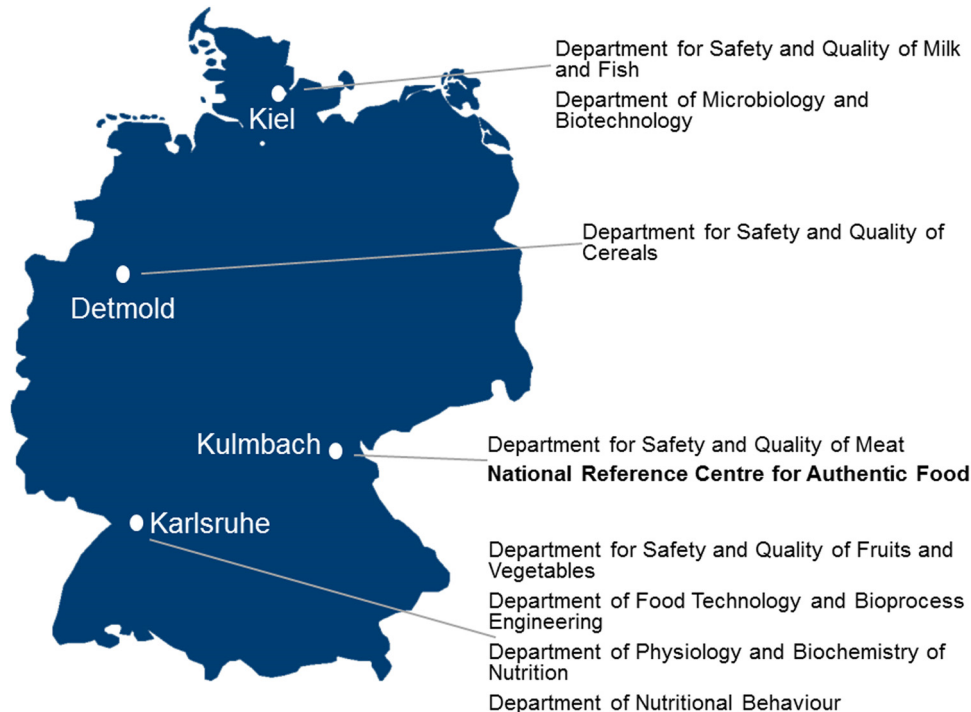 Department for Safety and Quality of Milk
and Fish
Kiel
Department of Microbiology and
Biotechnology
Department for Safety and Quality of
Cereals
Detmold
Kulmbach
Department for Safety and Quality of Meat
National Reference Centre for Authentic Food
Karlsruhe
Department for Safety and Quality of Fruits and
Vegetables
Department of Food Technology and Bioprocess
Engineering
Department of Physiology and Biochemistry of
Nutrition
Department of Nutritional Behaviour